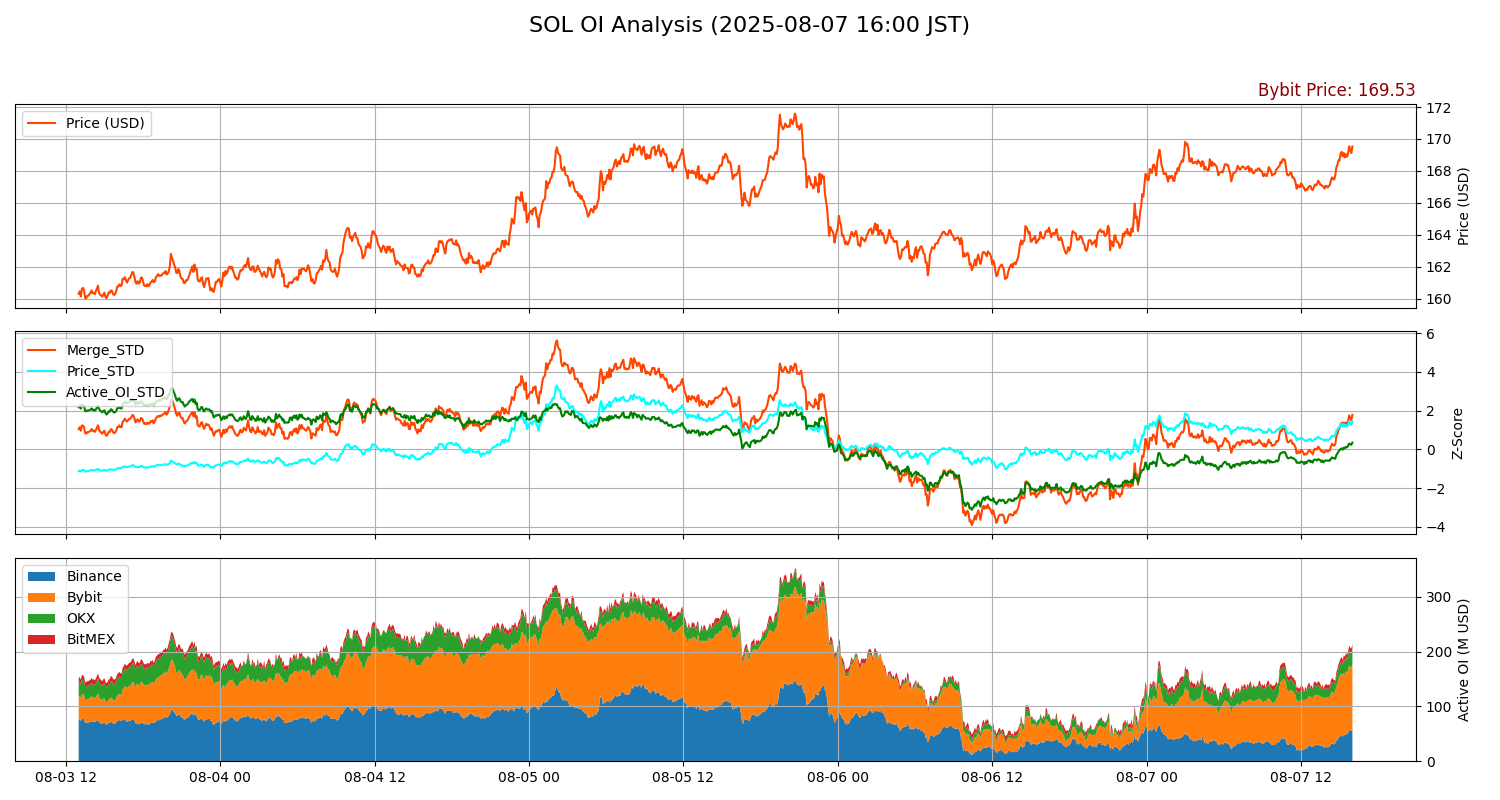 SOL OI Analysis (2025-08-07 16:00 JST)
Bybit Price: 169.53
Price (USD)
172
170
168
166
164
162
160
Price (USD)
Merge_STD
Price_STD
Active_OI_STD
6
4
2
0
−2
−4
Z-Score
Binance
Bybit
OKX
BitMEX
300
200
100
0
Active OI (M USD)
08-03 12
08-04 00
08-04 12
08-05 00
08-05 12
08-06 00
08-06 12
08-07 00
08-07 12